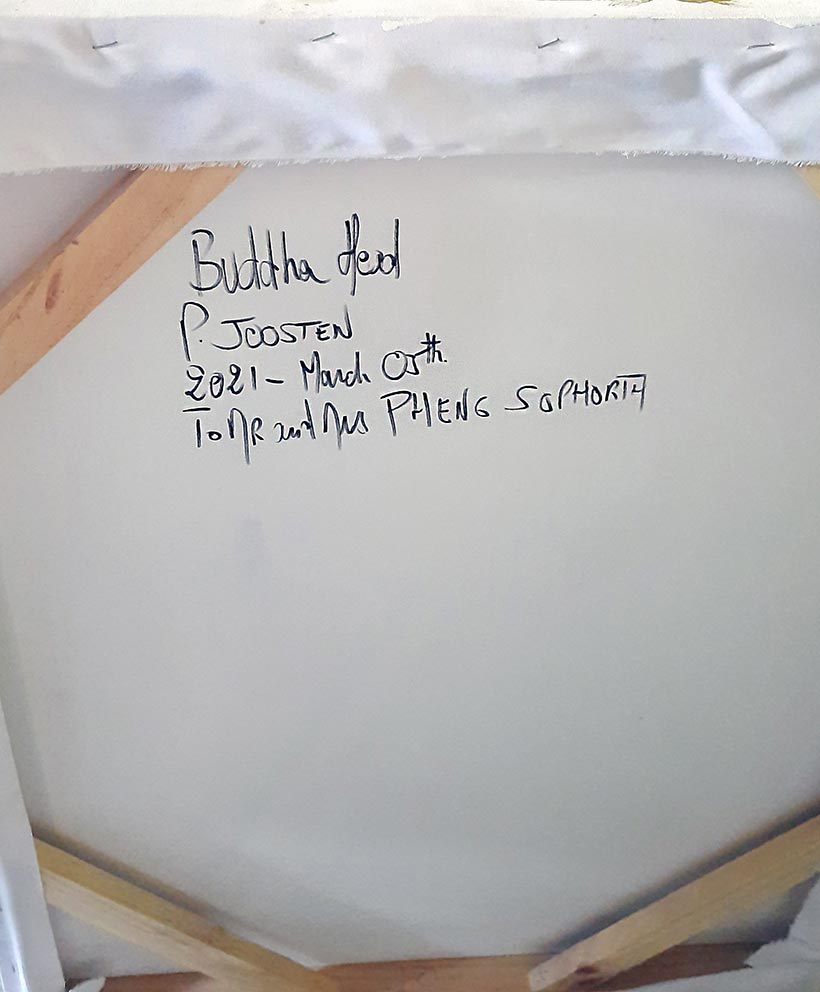 Buddha Head
P. JOOSTEN
2021 - March 05th.
To MR and Mrs PHENG SOPHORTH